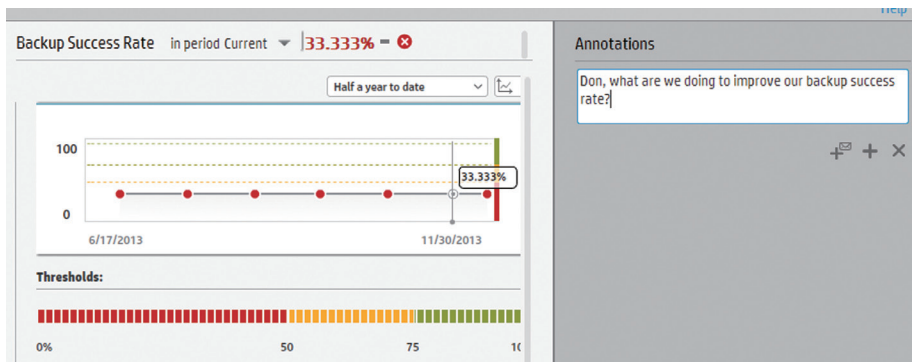 Help
Backup Success Rate in period Current 33.333%
Annotations
Half a year to date
Don, what are we doing to improve our backup success
rate?
100
33.333%
0
6/17/2013 11/30/2013
Thresholds:
0% 50 75